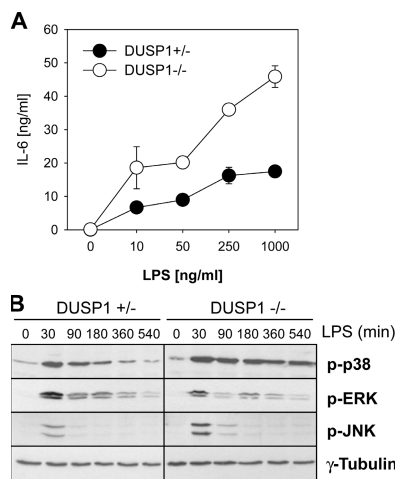 A
60
50
40
30
20
10
0
IL-6 [ng/ml]
DUSP1+/-
DUSP1-/-
0 10 50 250 1000
LPS [ng/ml]
B
DUSP1 +/- DUSP1 -/-
0 30 90 180 360 540 0 30 90 180 360 540 LPS (min)
p-p38
p-ERK
p-JNK
γ-Tubulin